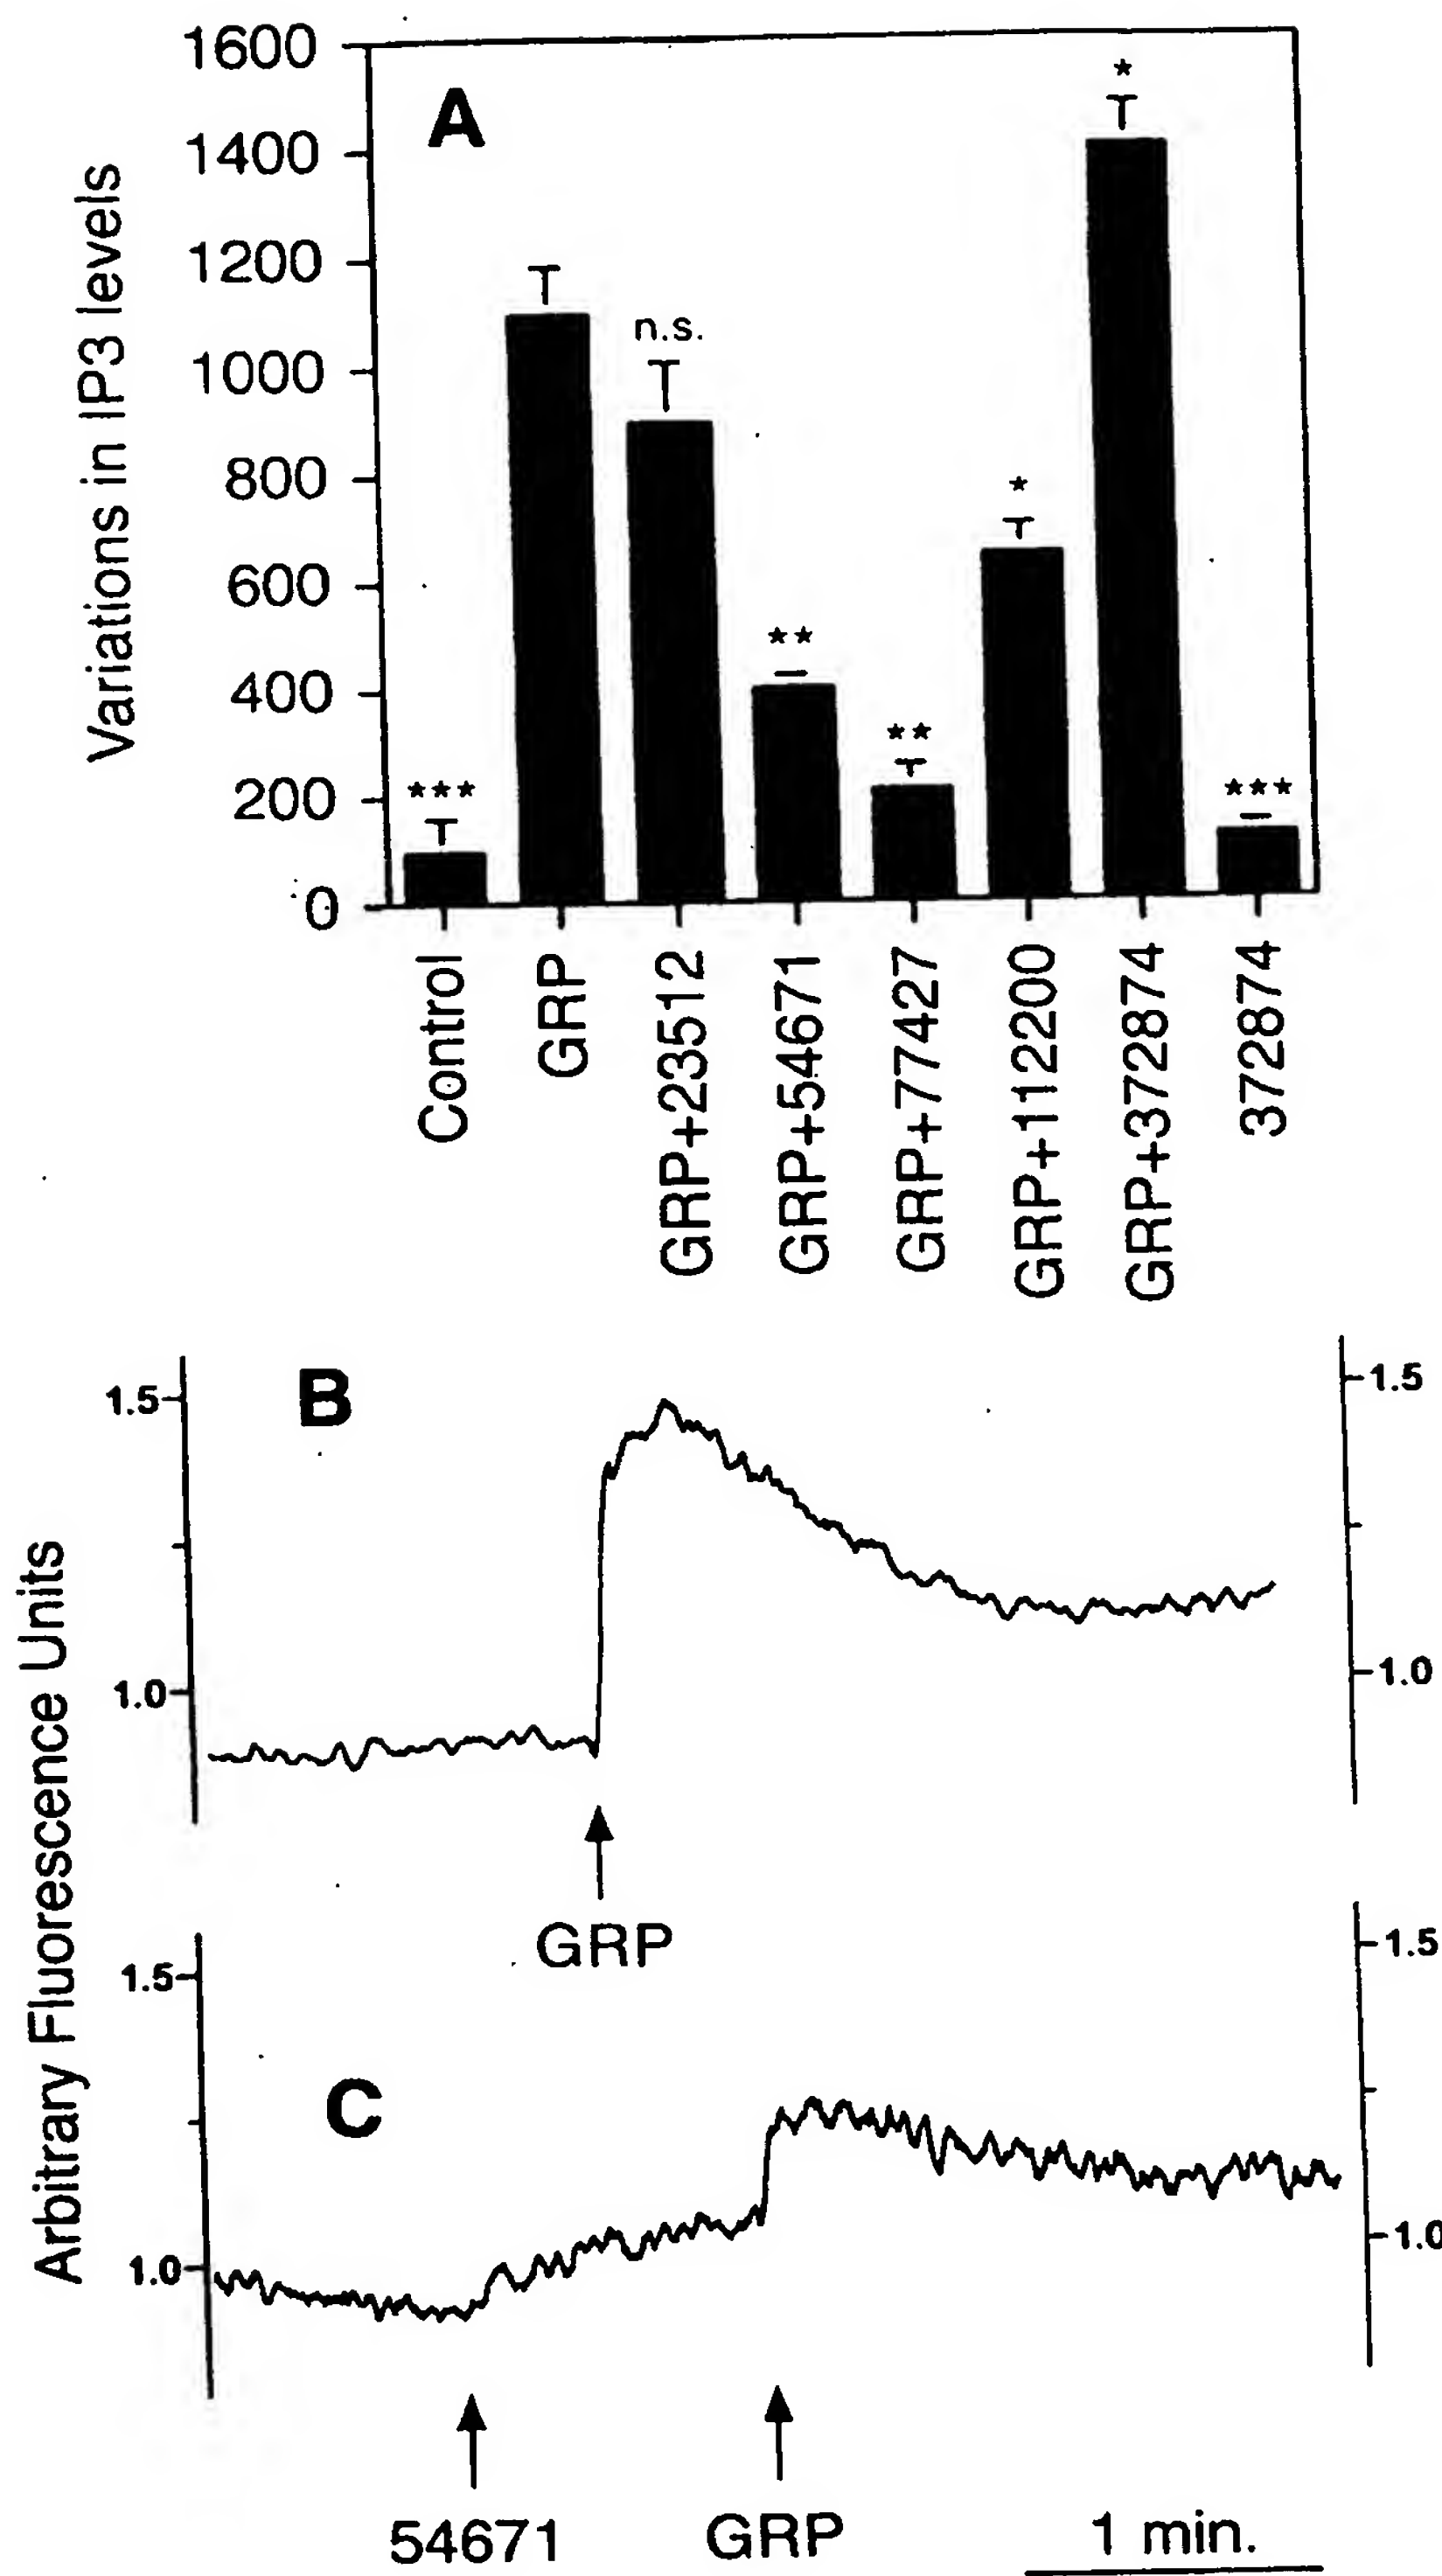 A
Variations in IP3 levels
1600
1400
1200
1000
800
600
400
200
0
***
n.s.
**
**
*
*
***
Control
GRP
GRP+23512
GRP+54671
GRP+77427
GRP+112200
GRP+372874
372874
Arbitrary Fluorescence Units
B
1.5
1.0
1.5
1.0
GRP
C
1.5
1.0
1.5
1.0
54671
GRP
1 min.